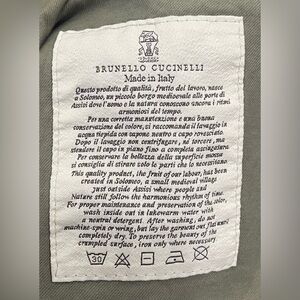 BRUNELLO CUCINELLI
Made in Italy
Questo prodotto di qualità, frutto del lavoro, nasce
a Solomeo, un piccolo borgo medioevale alle porte di
Assisi dove l'uomo e la natura conoscono ancora i ritmi
armoniosi del tempo.
Per una corretta manutenzione e una buona
conservazione del colore, si raccomanda il lavaggio in
acqua tiepida con sapone neutro a capo rovesciato.
Dopo il lavaggio non centrifugare, né torcere, ma
stendere il capo in piano fino a completa asciugatura
Per conservare la bellezza della superficie mossa
si consiglia di stirare solo le parti che lo necessitano.
This quality product, the fruit of our labour, has been
created in Solomeo, a small medieval village
just outside Assisi where people and
Nature still follow the harmonious rhythm of time.
For proper maintenance and preservation of the color,
wash inside out in lukewarm water with
a neutral detergent. After washing, do not
machine-spin or wring, but lay the garment out flat until
completely dry. To preserve the beauty of the
crumpled surface, iron only where necessary
30